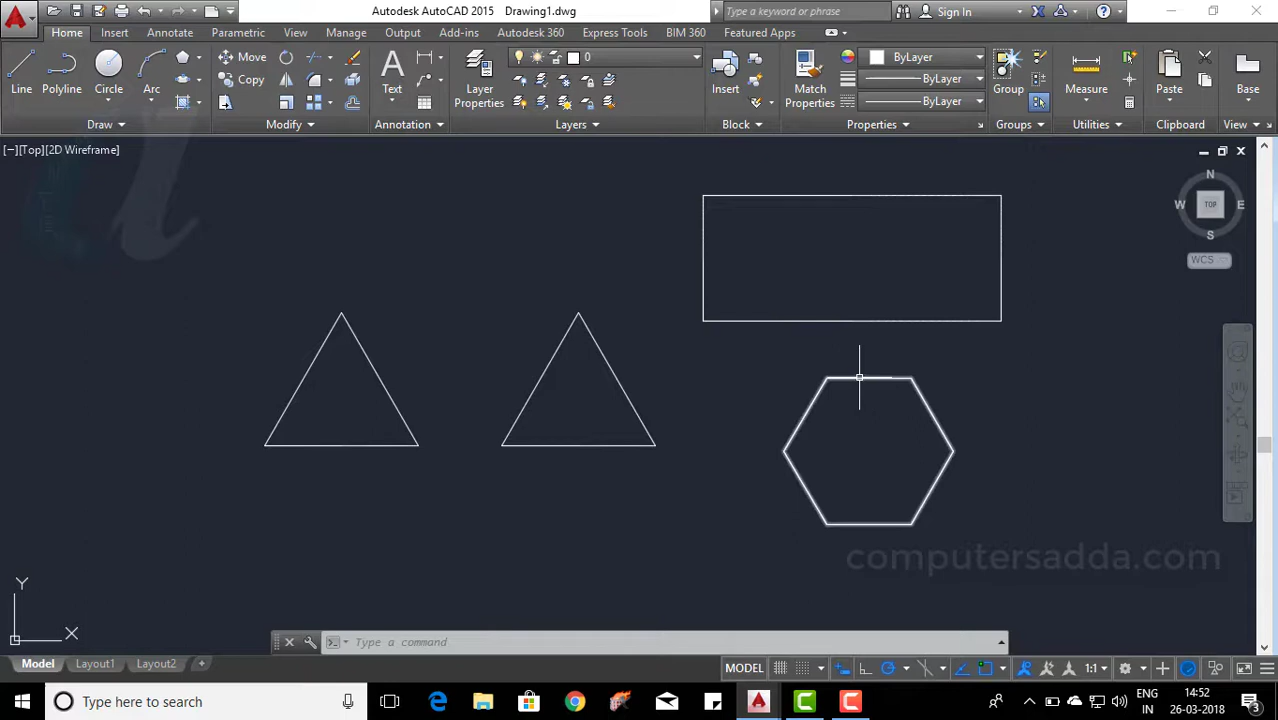 Autodesk AutoCAD 2015 Drawing1.dwg
Type a keyword or phrase
Sign In
Home Insert Annotate Parametric View Manage Output Add-ins Autodesk 360 Express Tools BIM 360 Featured Apps
Line Polyline Circle Arc
Move
Copy
Text
Layer Properties
0
Insert
Match Properties
ByLayer
ByLayer
ByLayer
Group
Measure
Paste
Base
Draw Modify Annotation Layers Block Properties Groups Utilities Clipboard View
[−][Top][2D Wireframe]
N
W TOP E
S
WCS
computersadda.com
Y
X
Type a command
Model Layout1 Layout2 +
MODEL 1:1
Type here to search
ENG
IN
14:52
26-03-2018
3